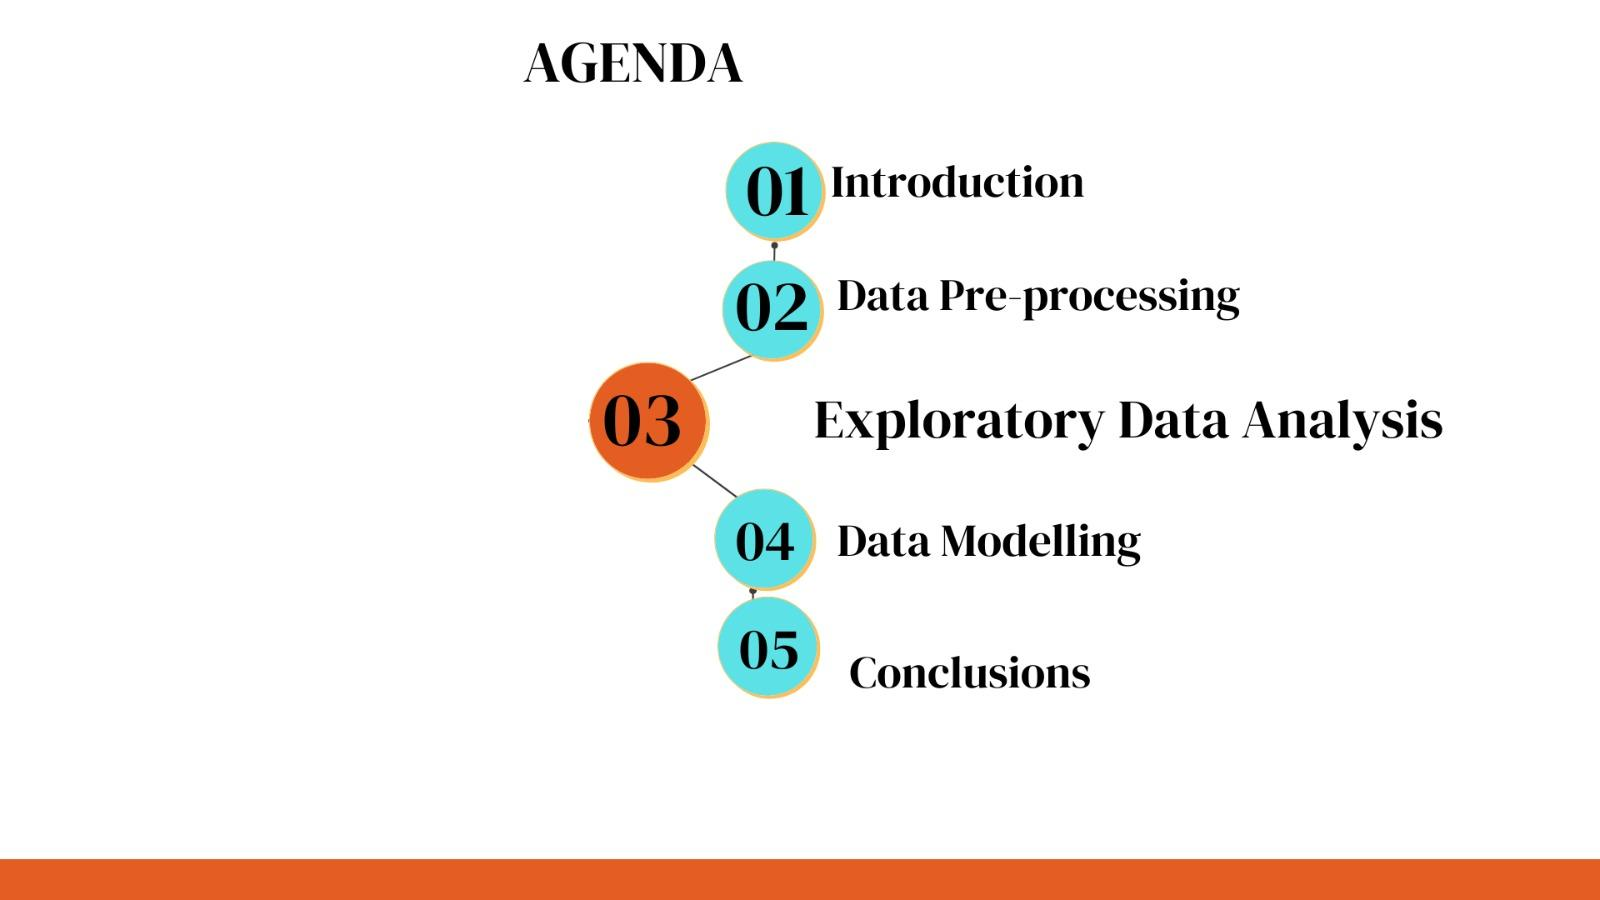 AGENDA
01 Introduction
02 Data Pre-processing
03 Exploratory Data Analysis
04 Data Modelling
05 Conclusions